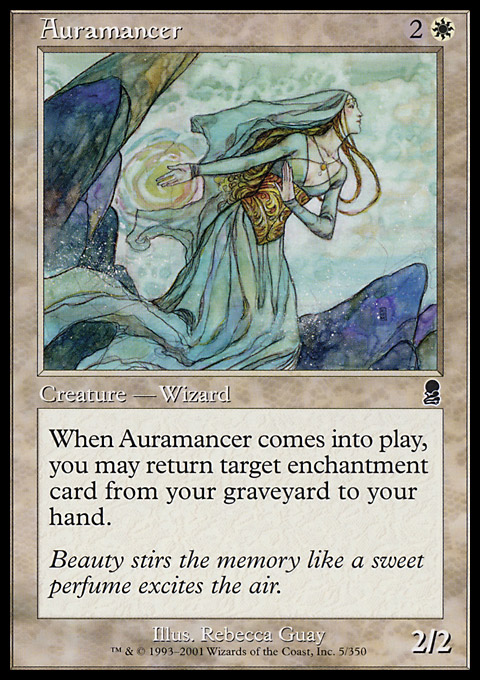 Auramancer 2
Creature — Wizard
When Auramancer comes into play,
you may return target enchantment
card from your graveyard to your
hand.
Beauty stirs the memory like a sweet
perfume excites the air.
Illus. Rebecca Guay
2/2
™ & © 1993–2001 Wizards of the Coast, Inc. 5/350